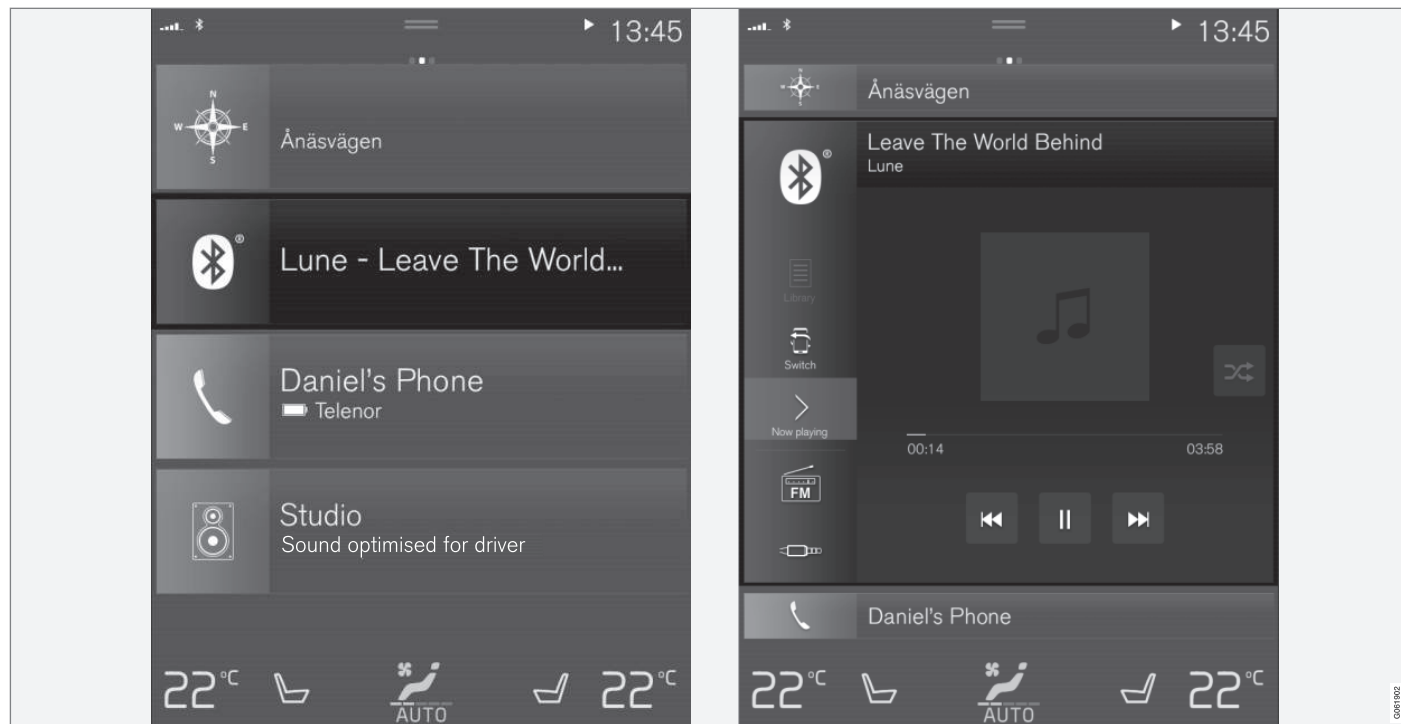 13:45
N
W E
S
Ånäsvägen
®
Lune - Leave The World...
Daniel's Phone
Telenor
Studio
Sound optimised for driver
22°C
AUTO
22°C
13:45
N
W E
S
Ånäsvägen
®
Leave The World Behind
Lune
Library
Switch
Now playing
00:14 03:58
FM
Daniel's Phone
22°C
AUTO
22°C
G061902